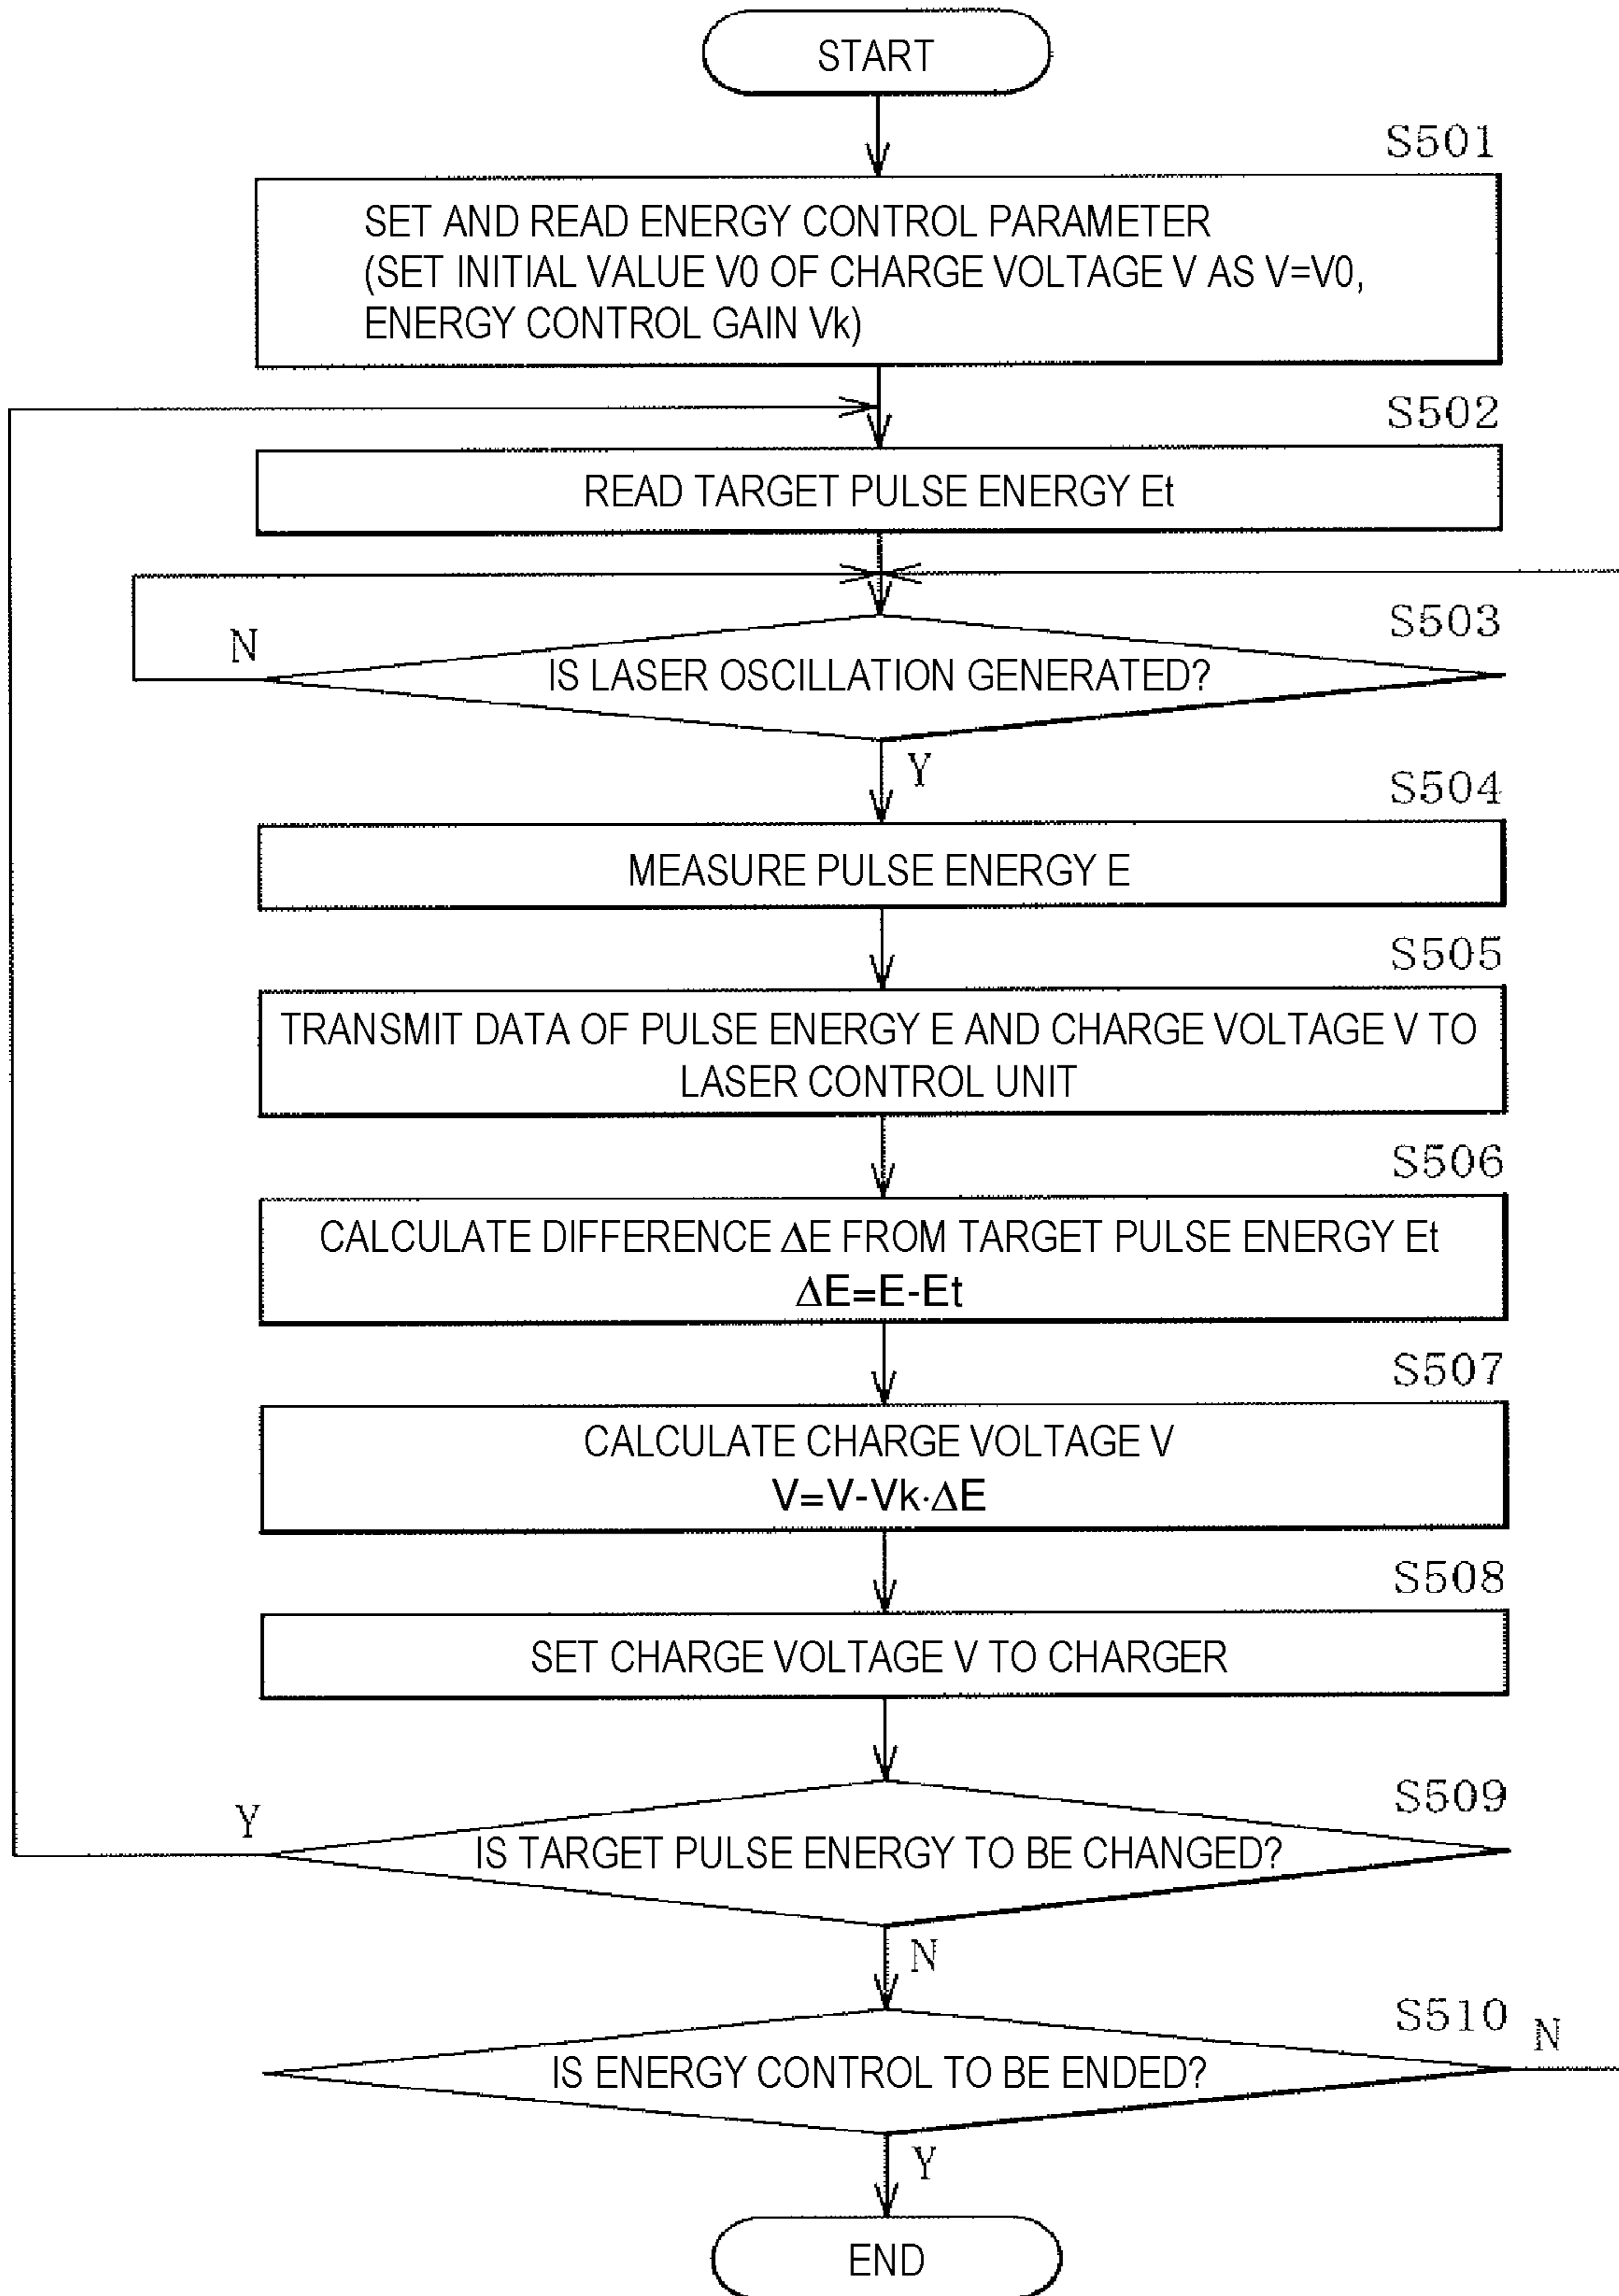 START
S501
SET AND READ ENERGY CONTROL PARAMETER
(SET INITIAL VALUE V0 OF CHARGE VOLTAGE V AS V=V0,
ENERGY CONTROL GAIN Vk)
S502
READ TARGET PULSE ENERGY Et
S503
N
IS LASER OSCILLATION GENERATED?
Y
S504
MEASURE PULSE ENERGY E
S505
TRANSMIT DATA OF PULSE ENERGY E AND CHARGE VOLTAGE V TO
LASER CONTROL UNIT
S506
CALCULATE DIFFERENCE ΔE FROM TARGET PULSE ENERGY Et
ΔE=E-Et
S507
CALCULATE CHARGE VOLTAGE V
V=V-Vk·ΔE
S508
SET CHARGE VOLTAGE V TO CHARGER
S509
Y
IS TARGET PULSE ENERGY TO BE CHANGED?
N
S510
N
IS ENERGY CONTROL TO BE ENDED?
Y
END